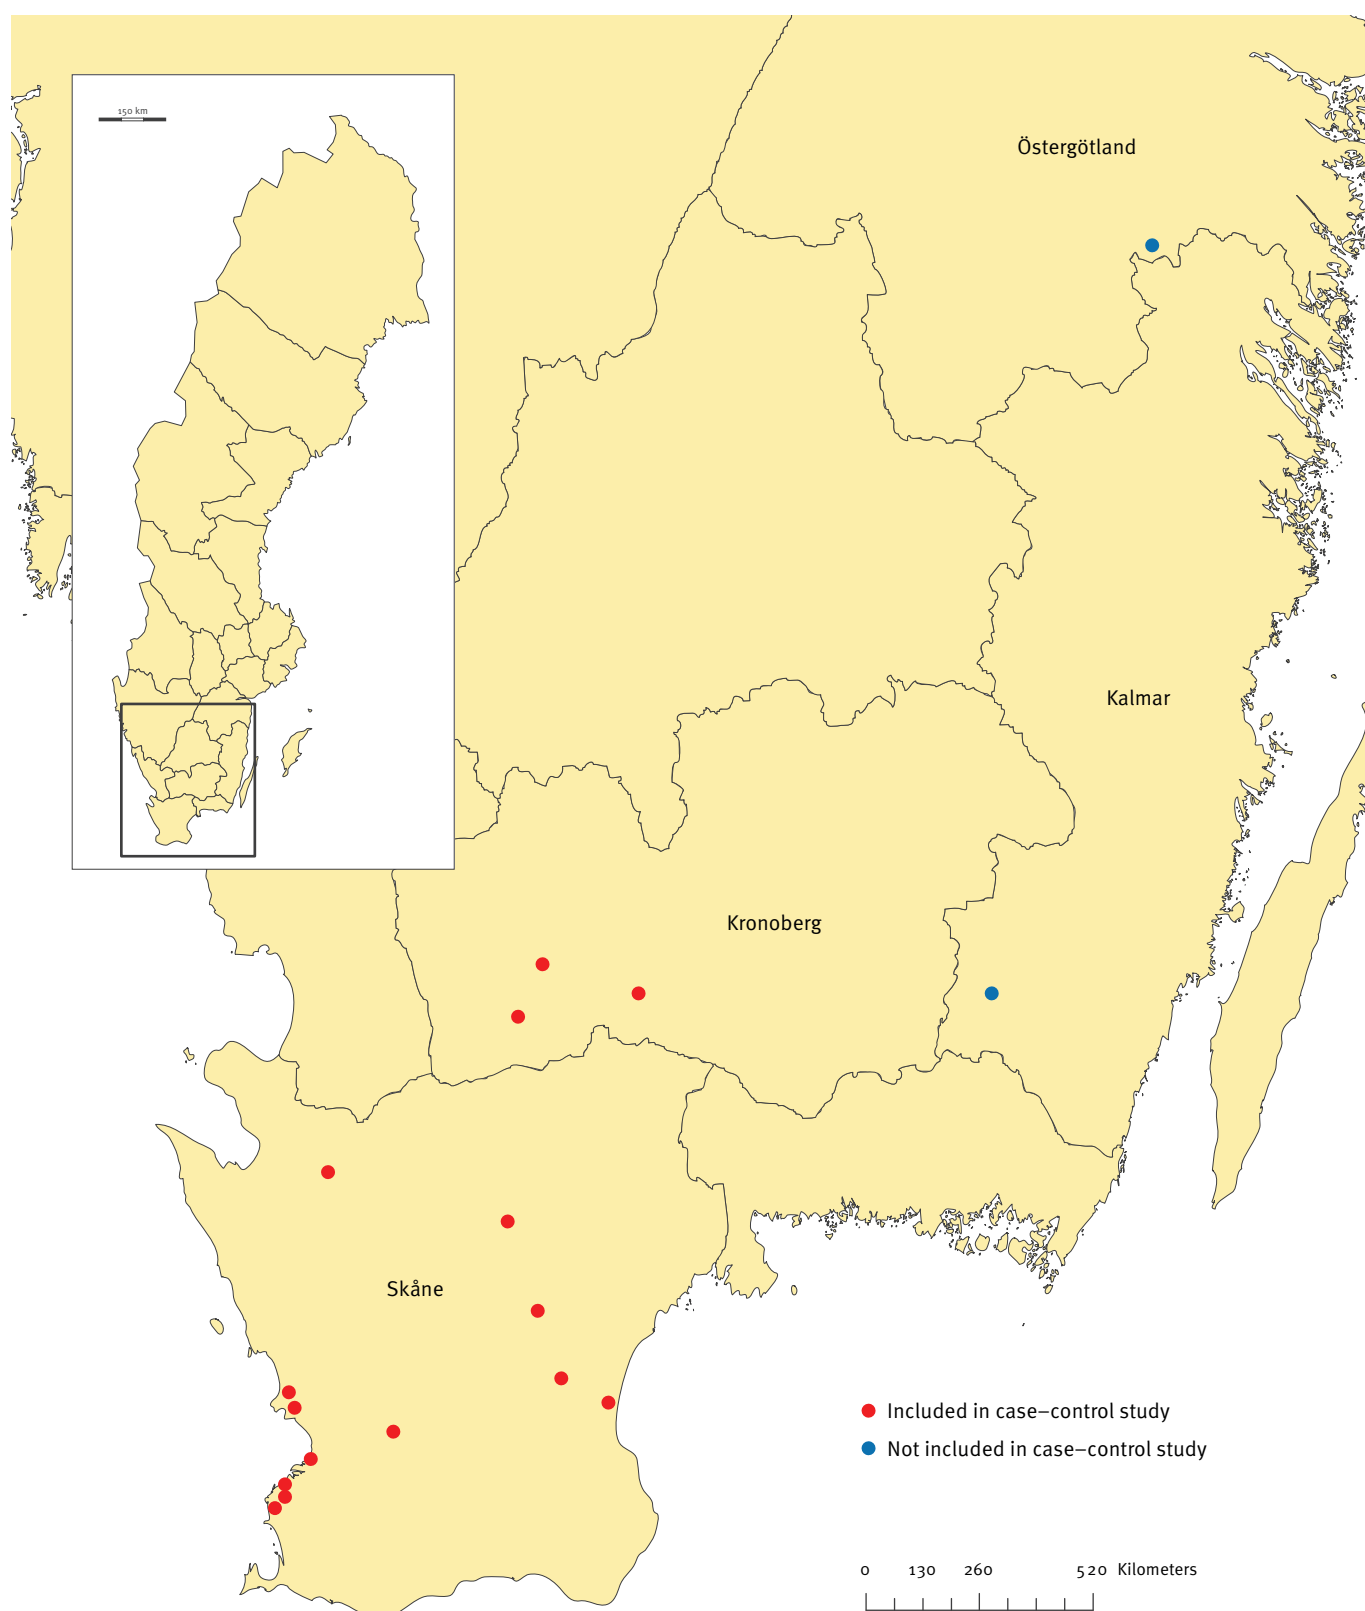 150 km
Östergötland
Kalmar
Kronoberg
Skåne
Included in case–control study
Not included in case–control study
0 130 260 520 Kilometers